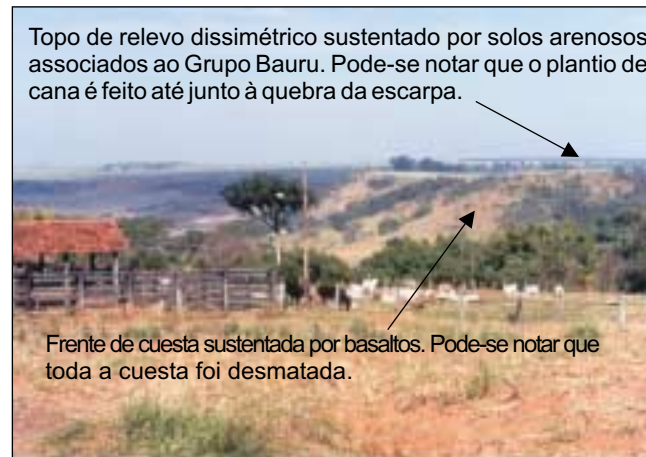 Topo de relevo dissimétrico sustentado por solos arenosos
associados ao Grupo Bauru. Pode-se notar que o plantio de
cana é feito até junto à quebra da escarpa.
Frente de cuesta sustentada por basaltos. Pode-se notar que
toda a cuesta foi desmatada.